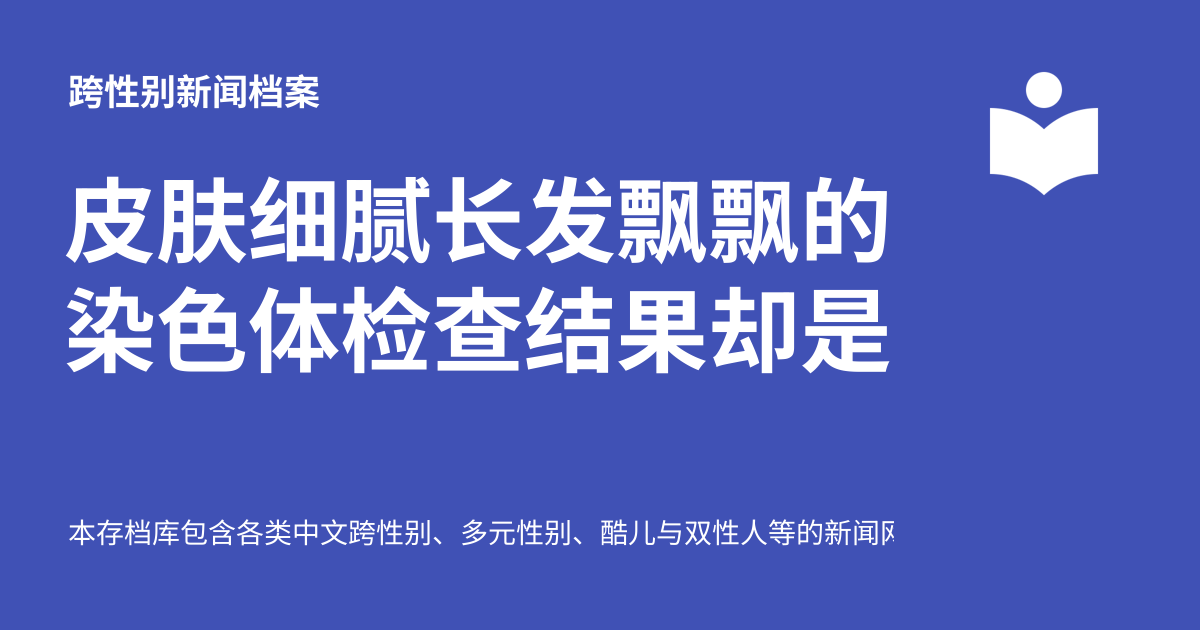 跨性别新闻档案
皮肤细腻长发飘飘的
染色体检查结果却是
本存档库包含各类中文跨性别、多元性别、酷儿与双性人等的新闻